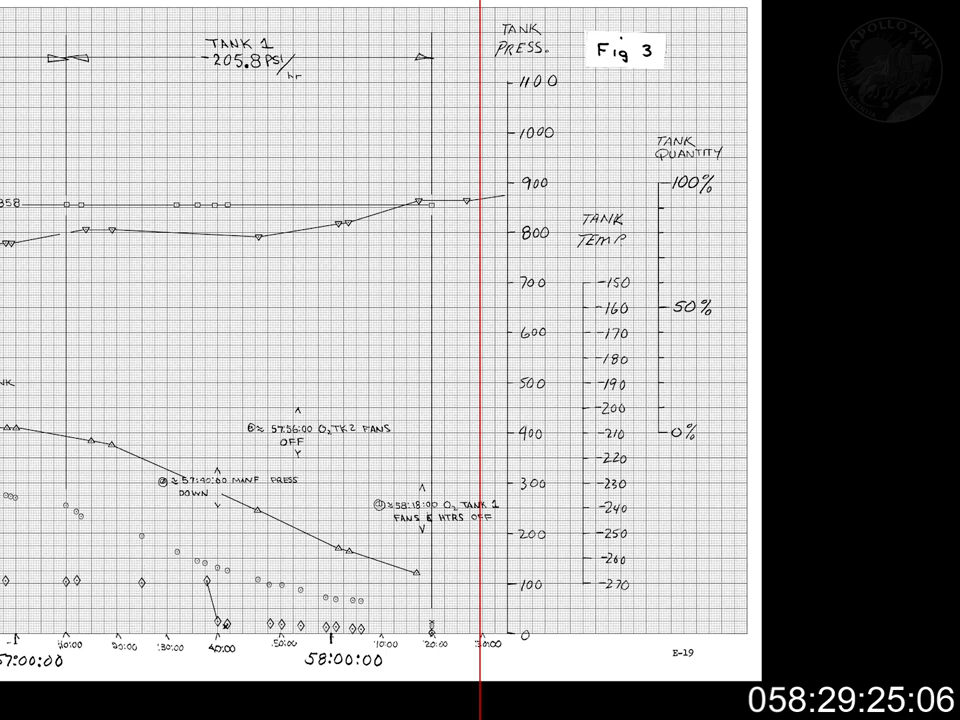 TANK 1
-205.8 PSI/hr
TANK
PRESS.
Fig 3
1100
1000
900
800
700
600
500
400
300
200
100
0
TANK
TEMP.
-150
-160
-170
-180
-190
-200
-210
-220
-230
-240
-250
-260
-270
TANK
QUANTITY
100%
50%
0%
858
≈ 57:56:00 O2 TK 2 FANS
OFF
≈ 57:40:00 MANF PRESS
DOWN
≈ 58:18:00 O2 TANK 1
FANS & HTRS OFF
10:00
20:00
30:00
40:00
50:00
10:00
20:00
30:00
57:00:00
58:00:00
E-19
APOLLO XIII
058:29:25:06